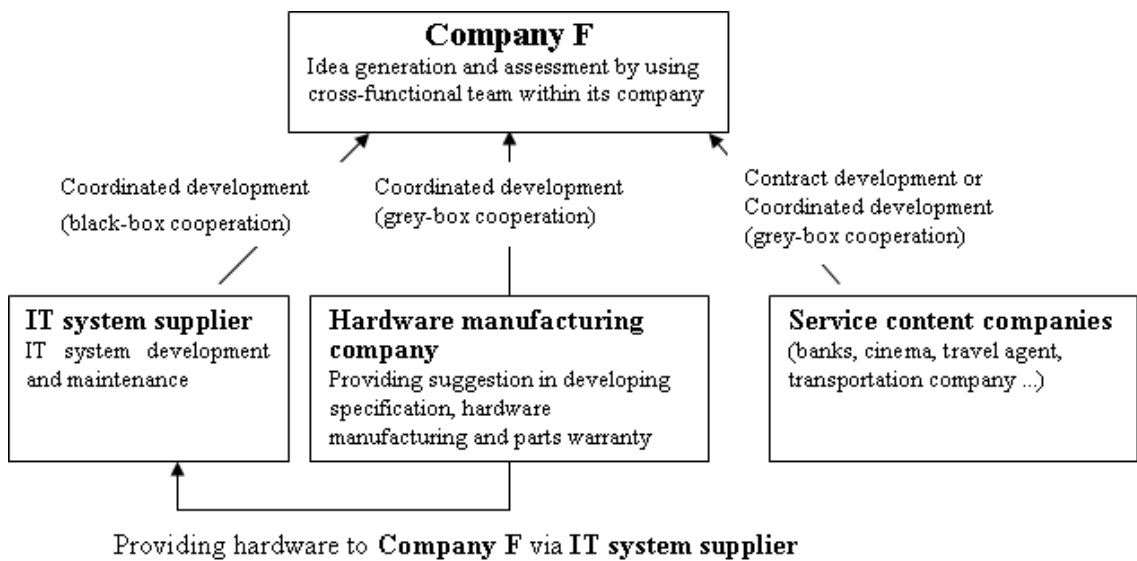 Company F
Idea generation and assessment by using
cross-functional team within its company
Coordinated development
(black-box cooperation)
Coordinated development
(grey-box cooperation)
Contract development or
Coordinated development
(grey-box cooperation)
IT system supplier
IT system development
and maintenance
Hardware manufacturing
company
Providing suggestion in developing
specification, hardware
manufacturing and parts warranty
Service content companies
(banks, cinema, travel agent,
transportation company ...)
Providing hardware to Company F via IT system supplier